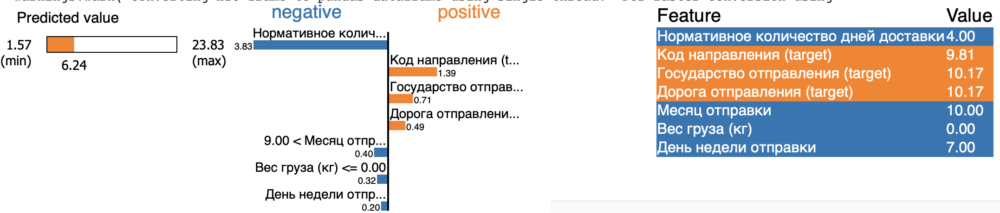 Predicted value
1.57
(min)
6.24
23.83
(max)
negative
positive
Нормативное колич...
3.83
Код направления (t...
1.39
Государство отправ...
0.71
Дорога отправлени...
0.49
9.00 < Месяц отпр...
0.40
Вес груза (кг) <= 0.00
0.32
День недели отпр...
0.20
Feature Value
Нормативное количество дней доставки 4.00
Код направления (target) 9.81
Государство отправления (target) 10.17
Дорога отправления (target) 10.17
Месяц отправки 10.00
Вес груза (кг) 0.00
День недели отправки 7.00